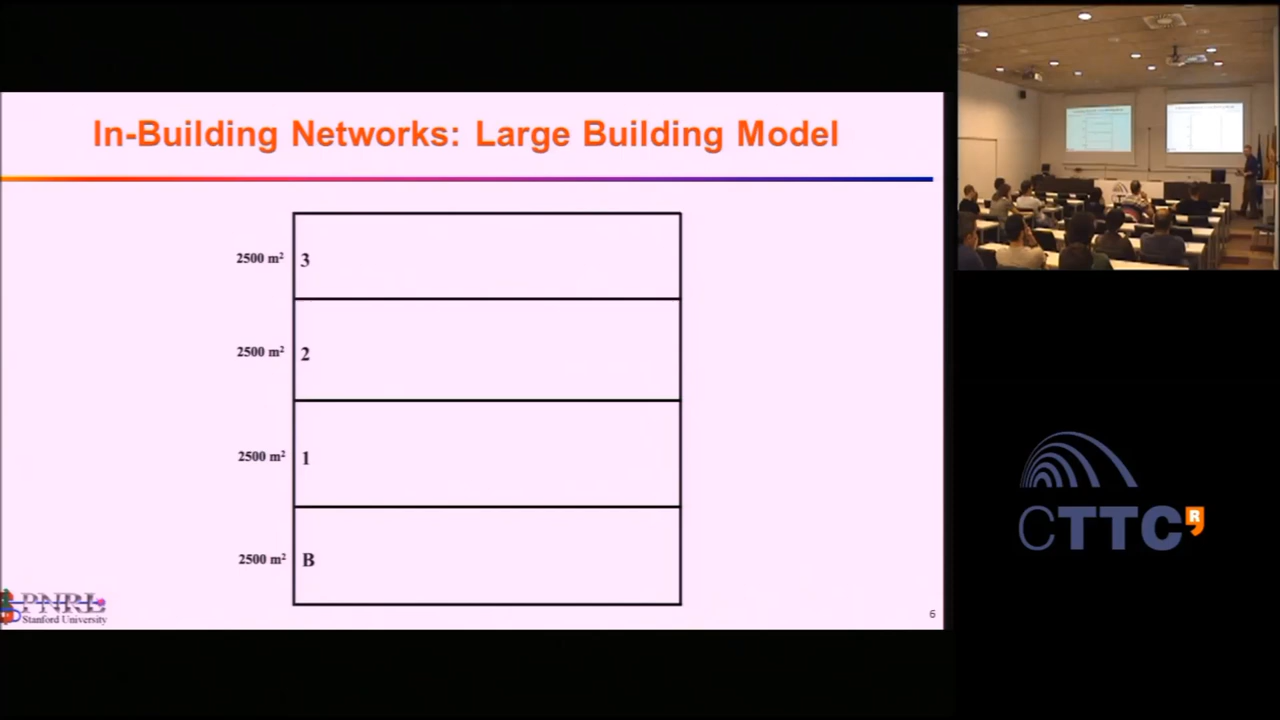 In-Building Networks: Large Building Model
2500 m² 3
2500 m² 2
2500 m² 1
2500 m² B
PNRL
Stanford University
6
CTTC
R